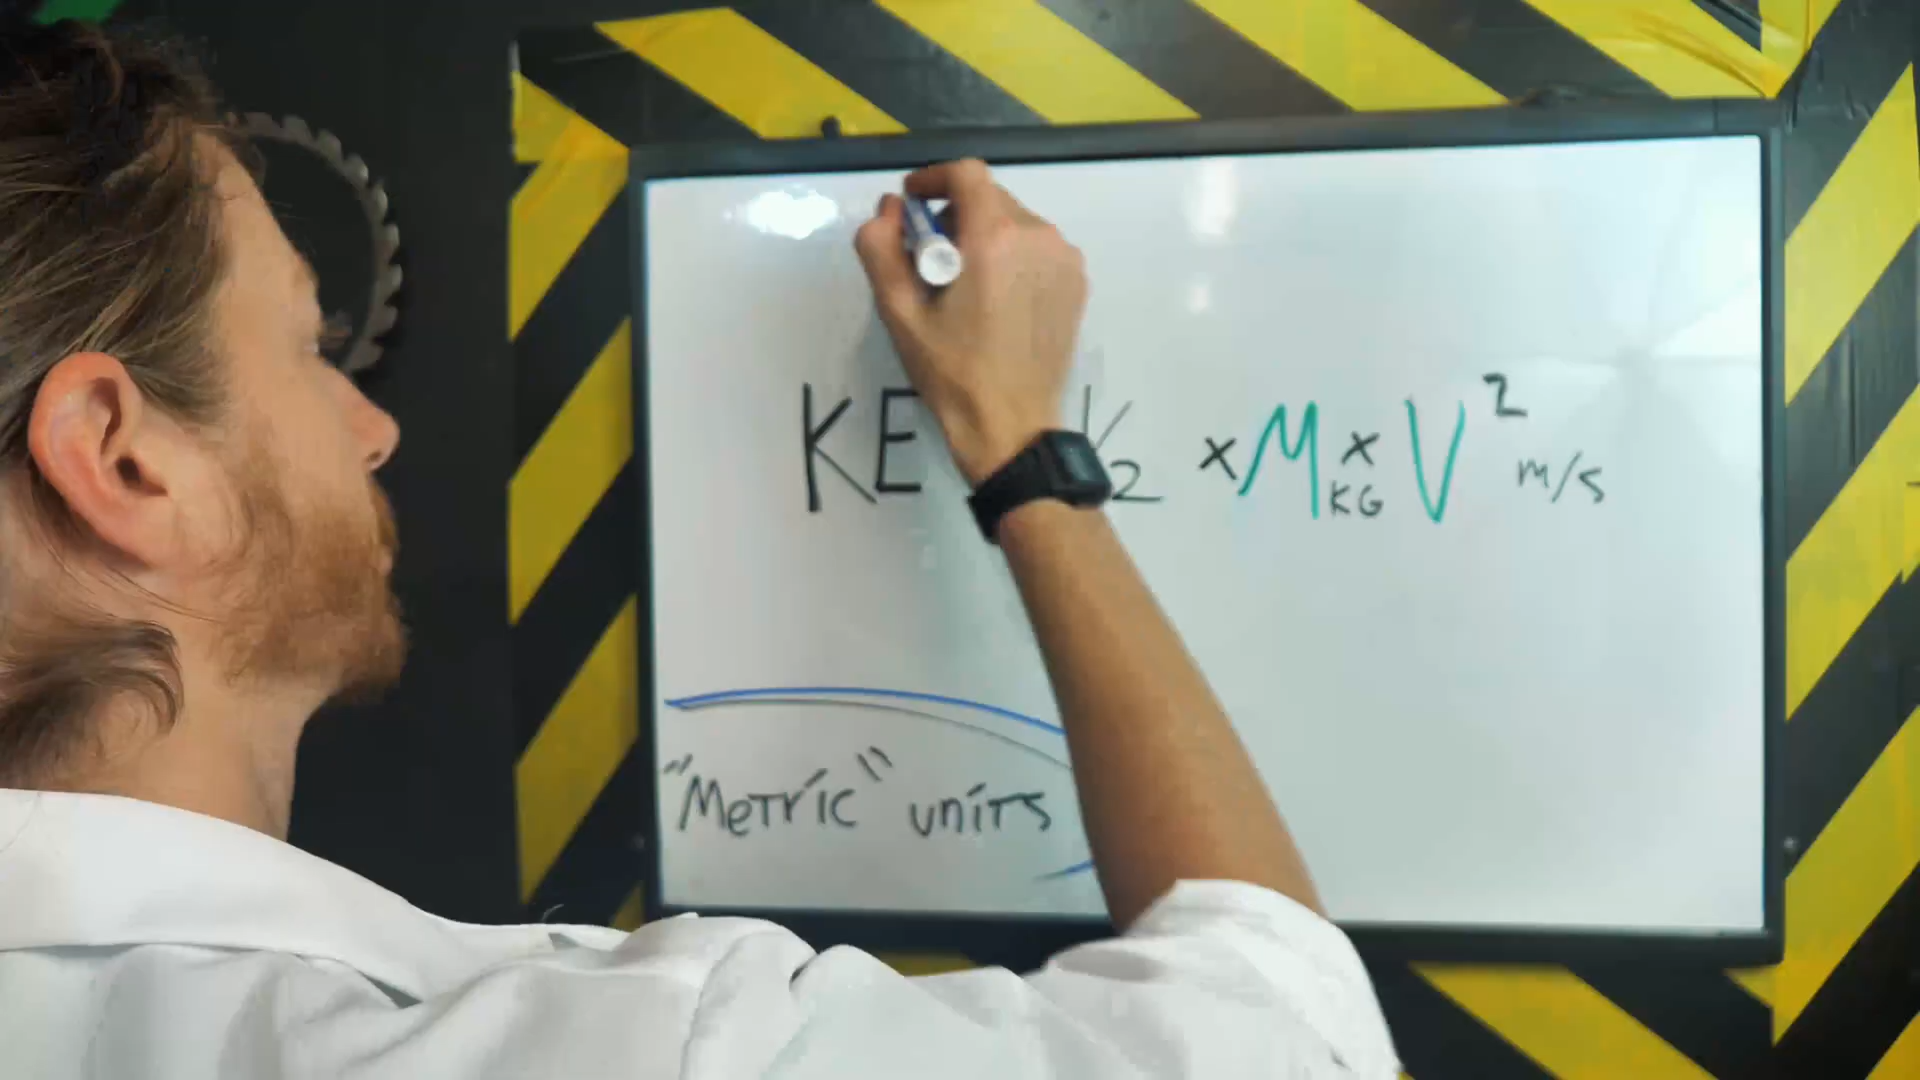 KE 1/2 × M KG × V² m/s
"Metric" units